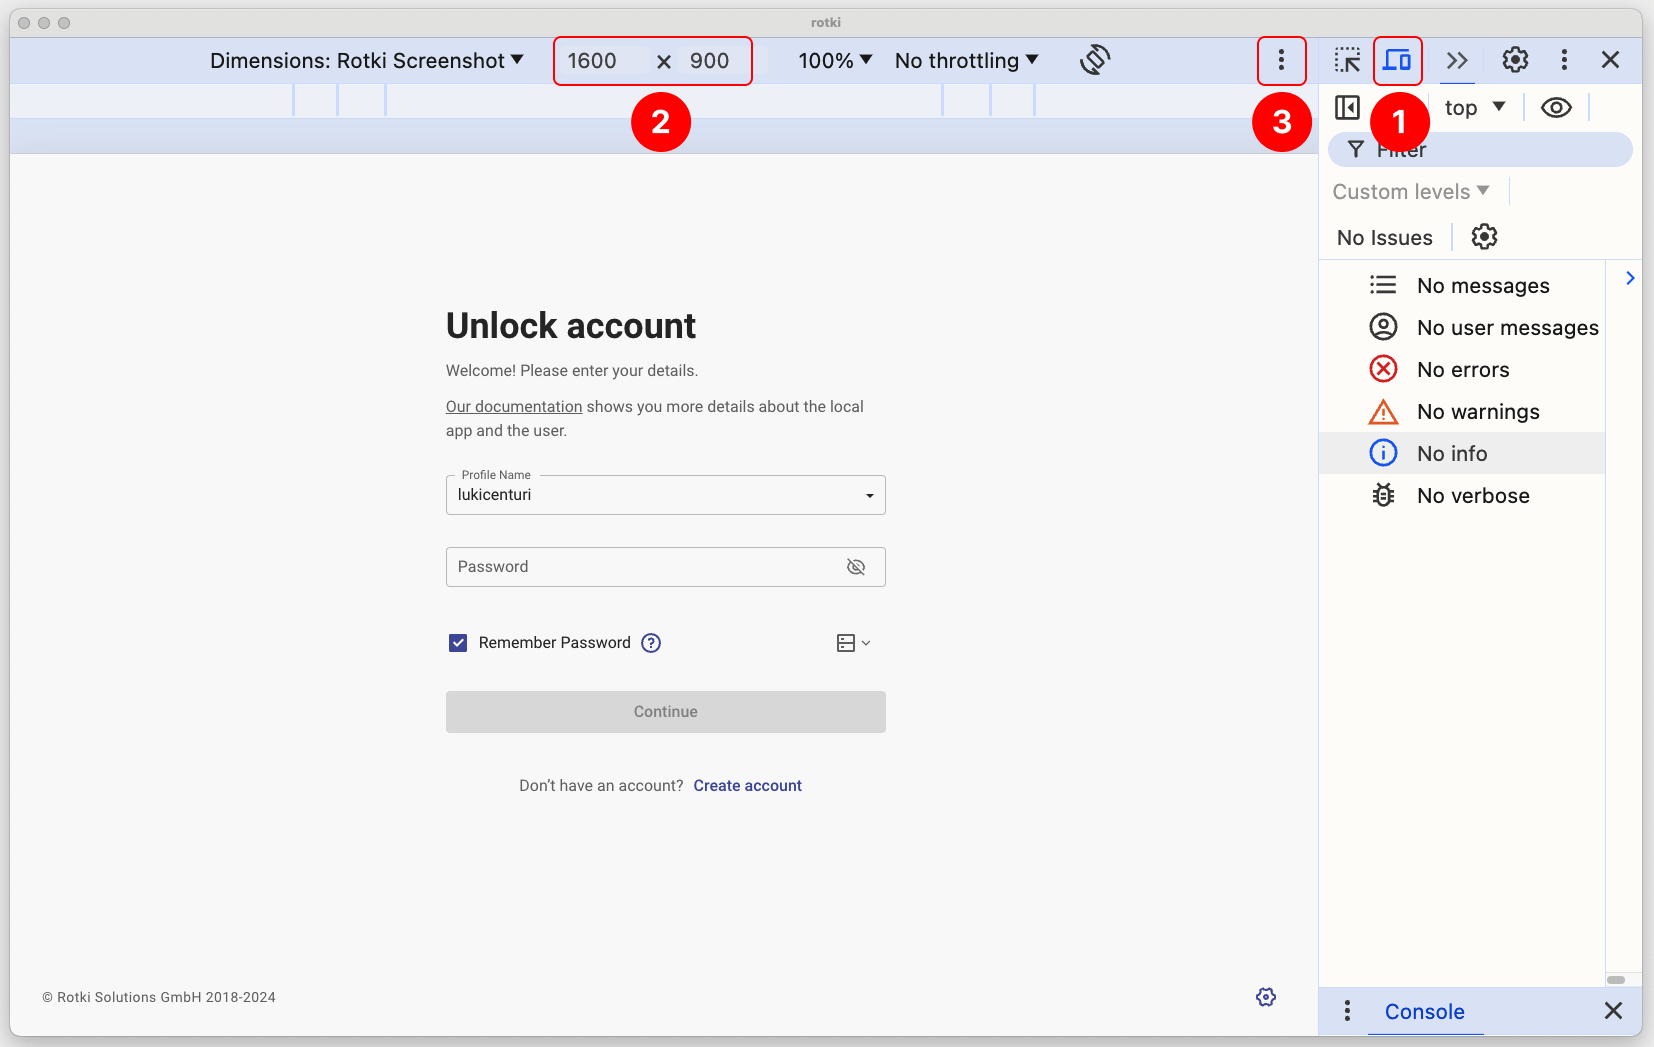 rotki
Dimensions: Rotki Screenshot 1600 × 900 100% No throttling
2
3
1
top
Filter
Custom levels
No Issues
No messages
No user messages
No errors
No warnings
No info
No verbose
Unlock account
Welcome! Please enter your details.
Our documentation shows you more details about the local
app and the user.
Profile Name
lukicenturi
Password
Remember Password
Continue
Don't have an account? Create account
© Rotki Solutions GmbH 2018-2024
Console